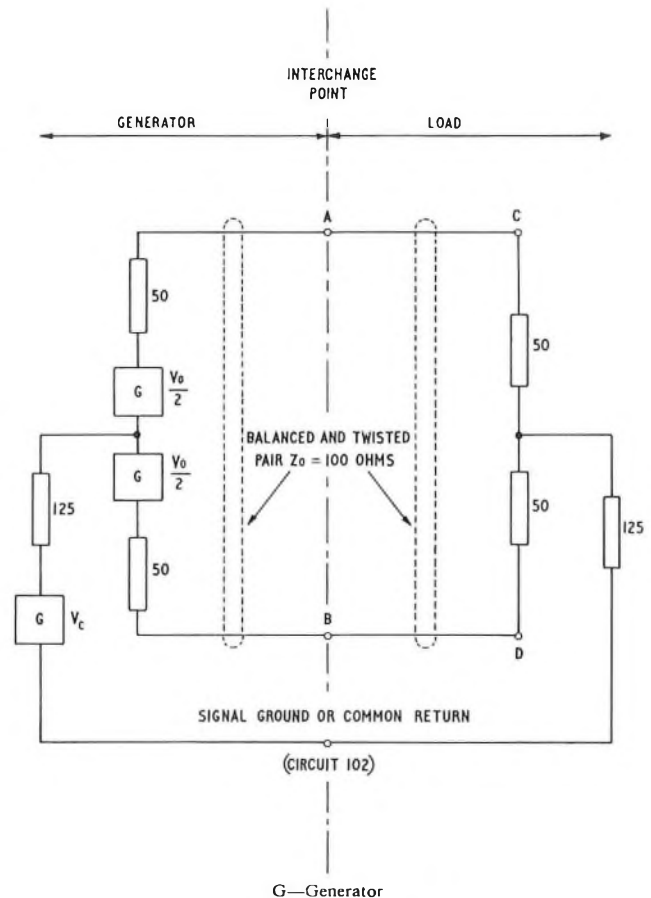 INTERCHANGE
POINT
GENERATOR
LOAD
A
C
50
50
G
V₀
2
BALANCED AND TWISTED
PAIR Z₀ = 100 OHMS
G
V₀
2
125
50
125
50
G
V_C
B
D
SIGNAL GROUND OR COMMON RETURN
(CIRCUIT 102)
G—Generator